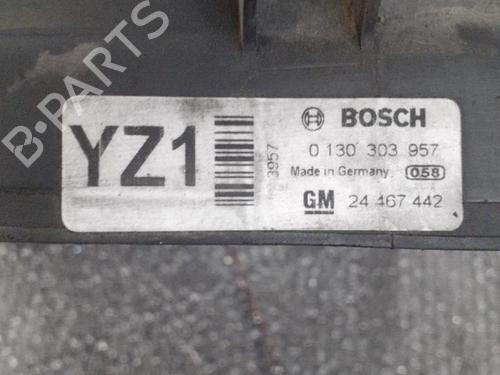 B-PARTS
YZ1
3957
BOSCH
0 130 303 957
Made in Germany 058
GM 24 467 442